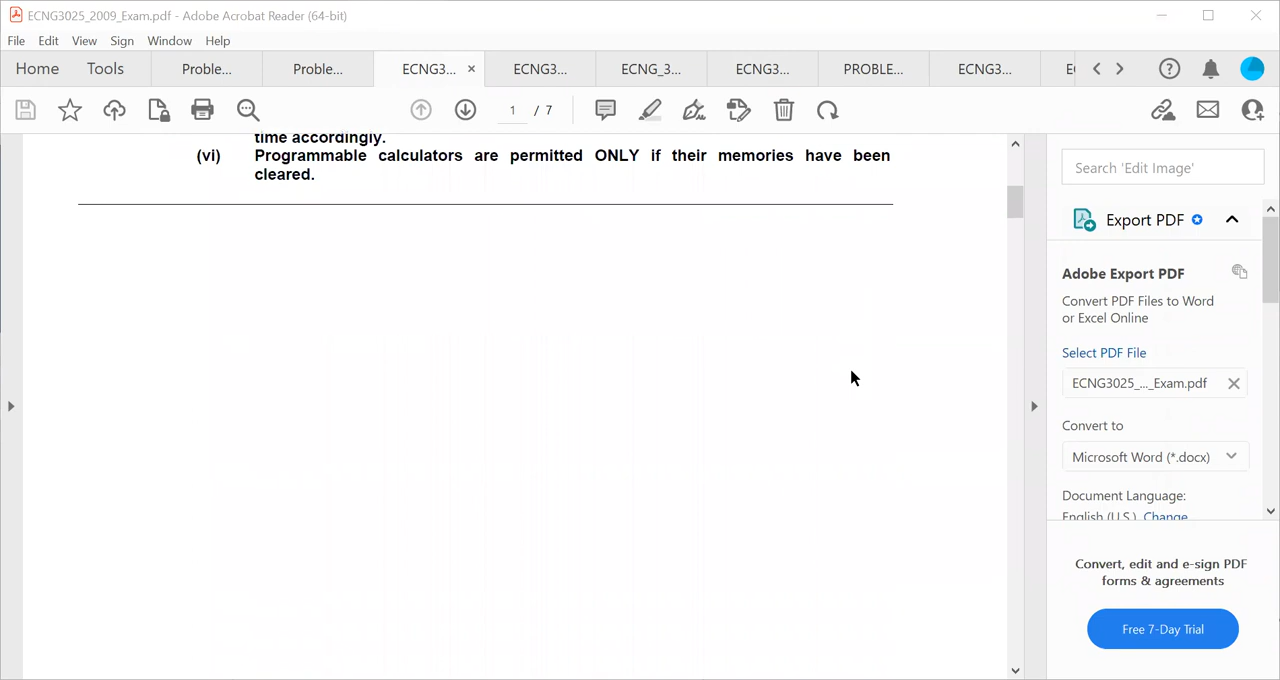 ECNG3025_2009_Exam.pdf - Adobe Acrobat Reader (64-bit)
File Edit View Sign Window Help
Home Tools Proble... Proble... ECNG3... ECNG3... ECNG_3... ECNG3... PROBLE... ECNG3...
1 / 7
time accordingly.
(vi) Programmable calculators are permitted ONLY if their memories have been
cleared.
Search 'Edit Image'
Export PDF
Adobe Export PDF
Convert PDF Files to Word
or Excel Online
Select PDF File
ECNG3025_..._Exam.pdf
Convert to
Microsoft Word (*.docx)
Document Language:
English (U.S.) Change
Convert, edit and e-sign PDF
forms & agreements
Free 7-Day Trial